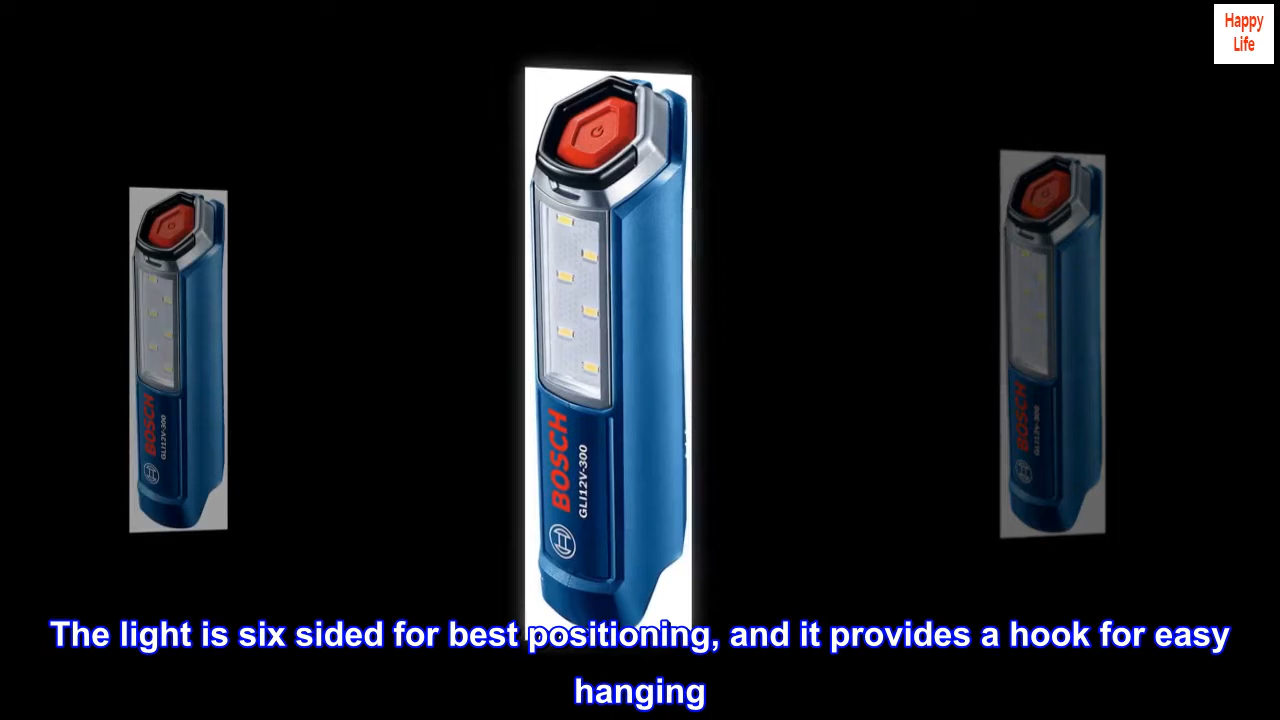 Happy
Life
BOSCH
GLI12V-300
BOSCH
GLI12V-300
BOSCH
GLI12V-300
The light is six sided for best positioning, and it provides a hook for easy
hanging